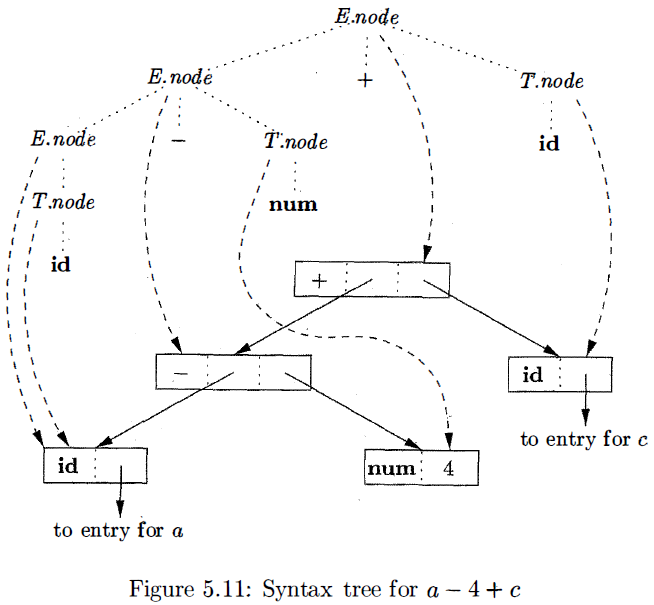 E.node
E.node + T.node
E.node − T.node id
T.node num
id
+
− id
to entry for c
id num 4
to entry for a
Figure 5.11: Syntax tree for a − 4 + c